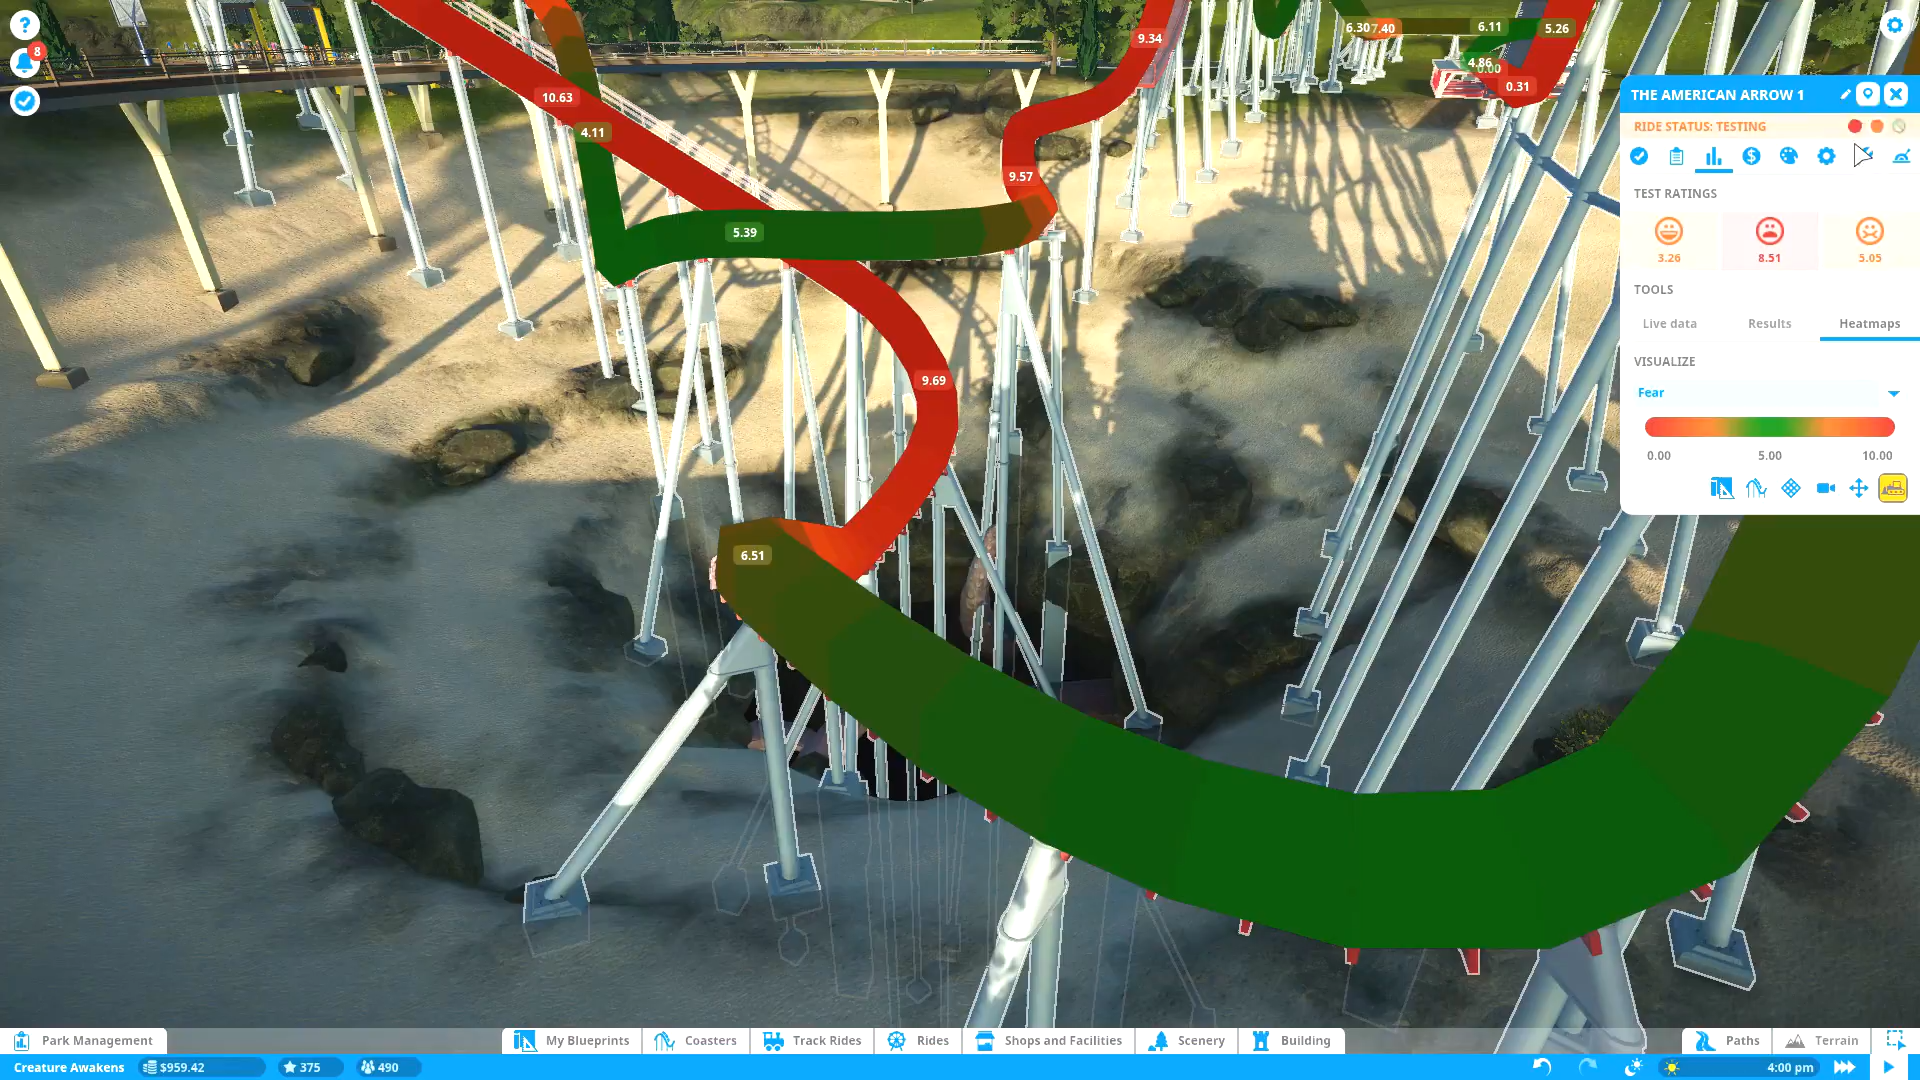 8
9.34
6.30 7.40
6.11
5.26
4.86
0.00
0.31
10.63
4.11
9.57
5.39
9.69
6.51
THE AMERICAN ARROW 1
RIDE STATUS: TESTING
TEST RATINGS
3.26 8.51 5.05
TOOLS
Live data Results Heatmaps
VISUALIZE
Fear
0.00 5.00 10.00
Park Management My Blueprints Coasters Track Rides Rides Shops and Facilities Scenery Building Paths Terrain
Creature Awakens $959.42 375 490 4:00 pm